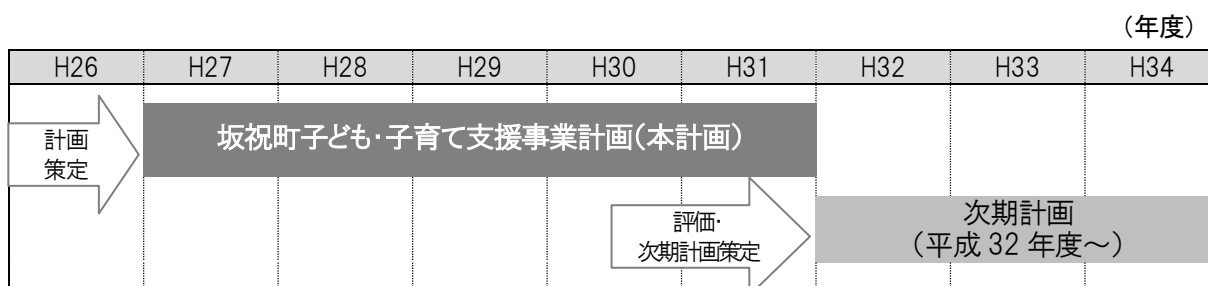 （年度）
H26 H27 H28 H29 H30 H31 H32 H33 H34
計画
策定
坂祝町子ども・子育て支援事業計画（本計画）
評価・
次期計画策定
次期計画
（平成 32 年度～）